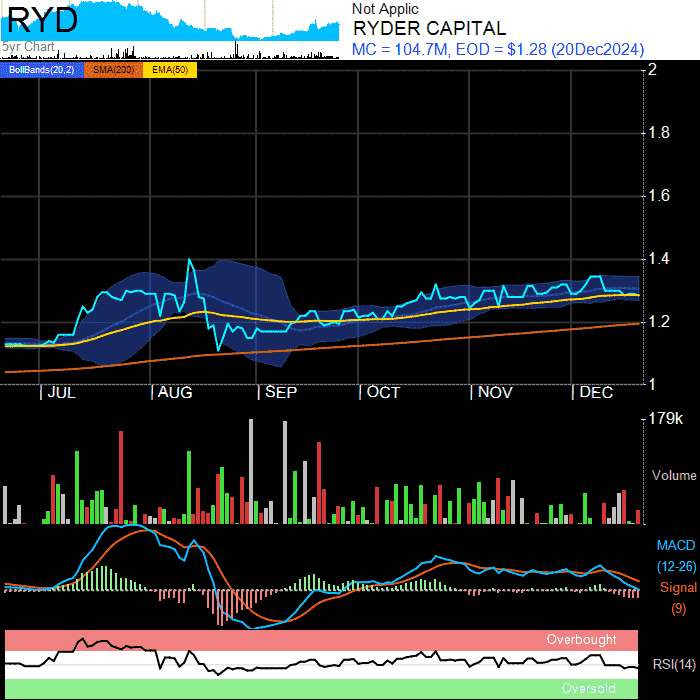 RYD
5yr Chart
Not Applic
RYDER CAPITAL
MC = 104.7M, EOD = $1.28 (20Dec2024)
BollBands(20,2) SMA(200) EMA(50)
2
1.8
1.6
1.4
1.2
1
JUL AUG SEP OCT NOV DEC
179k
Volume
MACD
(12-26)
Signal
(9)
Overbought
RSI(14)
Oversold